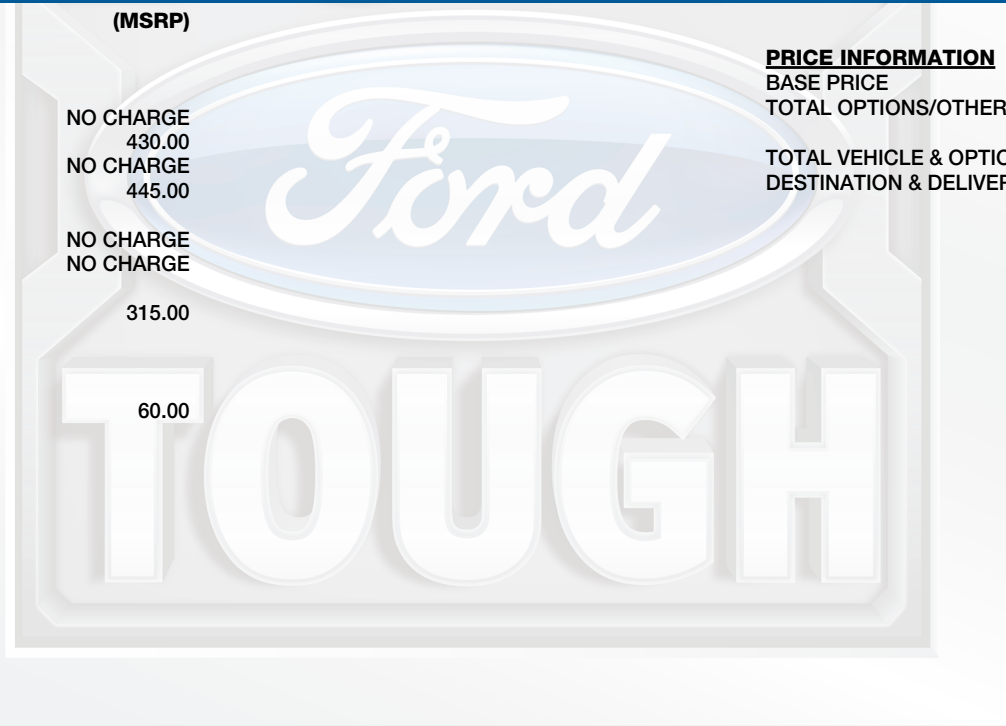 (MSRP)
NO CHARGE
430.00
NO CHARGE
445.00
NO CHARGE
NO CHARGE
315.00
60.00
PRICE INFORMATION
BASE PRICE
TOTAL OPTIONS/OTHER
TOTAL VEHICLE & OPTIO
DESTINATION & DELIVER
Ford
TOUGH